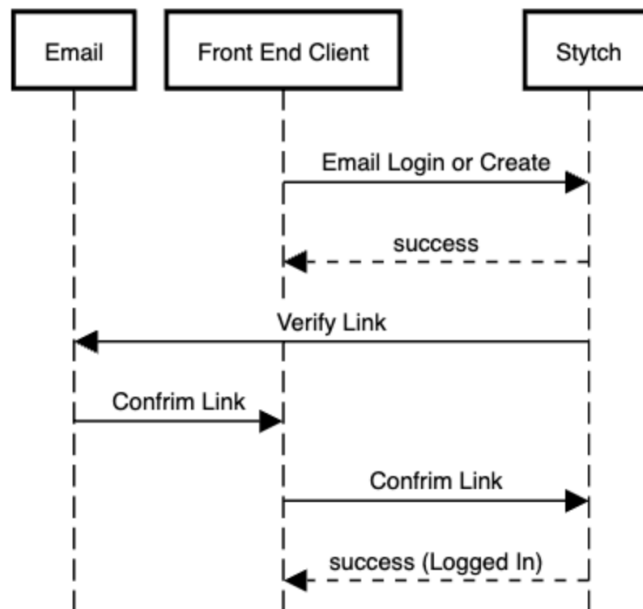 Email
Front End Client
Stytch
Email Login or Create
success
Verify Link
Confrim Link
Confrim Link
success (Logged In)